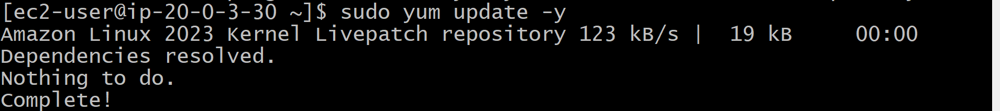 [ec2-user@ip-20-0-3-30 ~]$ sudo yum update -y
Amazon Linux 2023 Kernel Livepatch repository 123 kB/s |  19 kB     00:00
Dependencies resolved.
Nothing to do.
Complete!